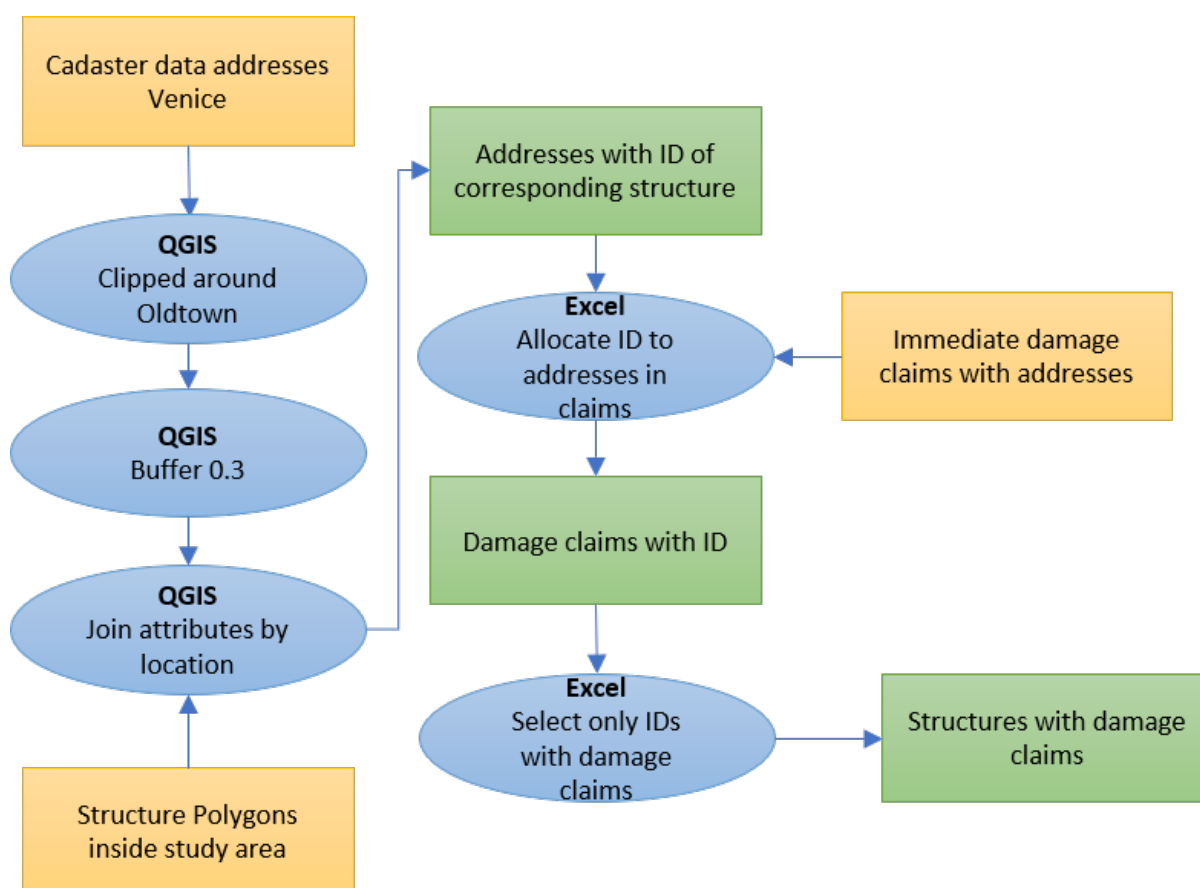 Cadaster data addresses
Venice
QGIS
Clipped around
Oldtown
QGIS
Buffer 0.3
QGIS
Join attributes by
location
Structure Polygons
inside study area
Addresses with ID of
corresponding structure
Excel
Allocate ID to
addresses in
claims
Immediate damage
claims with addresses
Damage claims with ID
Excel
Select only IDs
with damage
claims
Structures with damage
claims